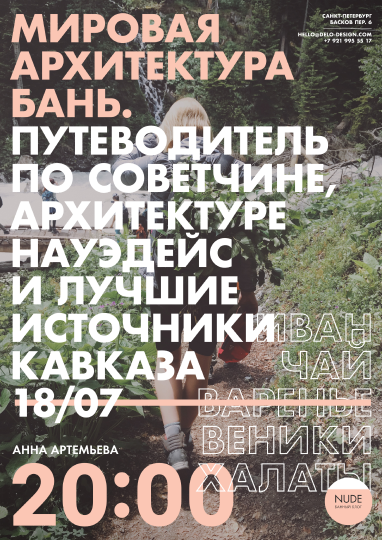 МИРОВАЯ
АРХИТЕКТУРА
БАНЬ.
ПУТЕВОДИТЕЛЬ
ПО СОВЕТЧИНЕ,
АРХИТЕКТУРЕ
НАУЭДЕЙС
И ЛУЧШИЕ
ИСТОЧНИКИ
КАВКАЗА
18/07
САНКТ-ПЕТЕРБУРГ
БАСКОВ ПЕР. 6
HELLO@DELO-DESIGN.COM
+7 921 995 55 17
ИВАН
ЧАЙ
ВАРЕНЬЕ
ВЕНИКИ
ХАЛАТЫ
АННА АРТЕМЬЕВА
20:00
NUDE
БАННЫЙ БЛОГ